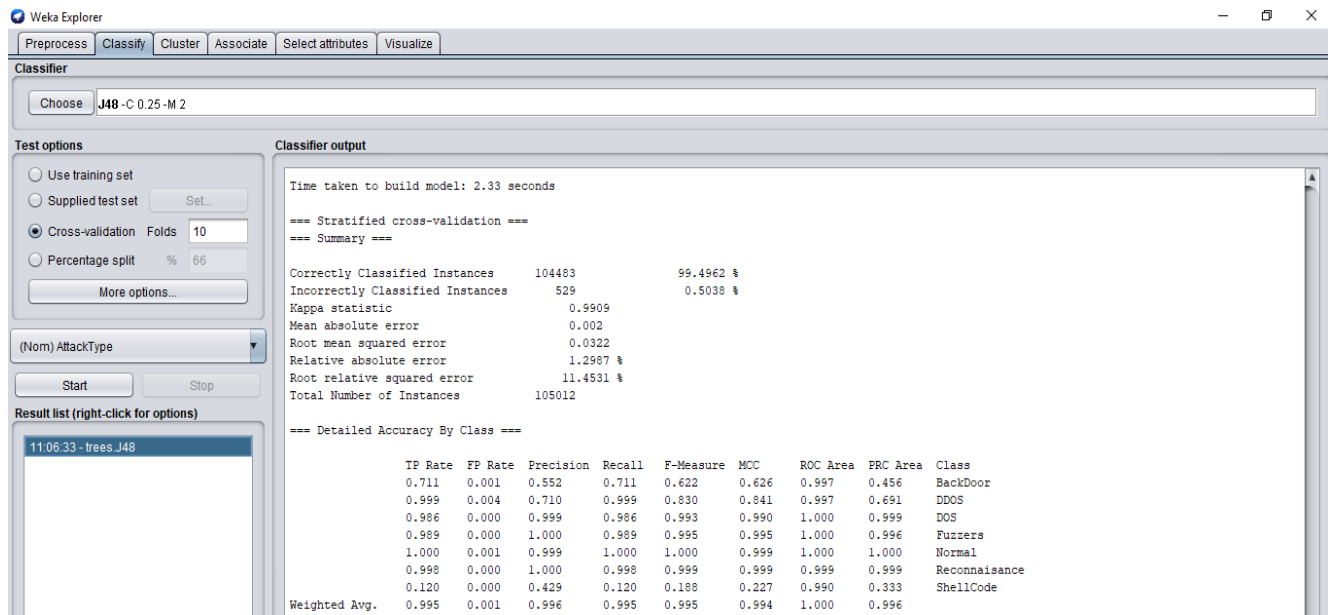 Weka Explorer
Preprocess Classify Cluster Associate Select attributes Visualize
Classifier
Choose J48 -C 0.25 -M 2
Test options
Use training set
Supplied test set Set...
Cross-validation Folds 10
Percentage split % 66
More options...
(Nom) AttackType
Start Stop
Result list (right-click for options)
11:06:33 - trees.J48
Classifier output
Time taken to build model: 2.33 seconds
=== Stratified cross-validation ===
=== Summary ===
Correctly Classified Instances 104483 99.4962 %
Incorrectly Classified Instances 529 0.5038 %
Kappa statistic 0.9909
Mean absolute error 0.002
Root mean squared error 0.0322
Relative absolute error 1.2987 %
Root relative squared error 11.4531 %
Total Number of Instances 105012
=== Detailed Accuracy By Class ===
TP Rate FP Rate Precision Recall F-Measure MCC ROC Area PRC Area Class
0.711 0.001 0.552 0.711 0.622 0.626 0.997 0.456 BackDoor
0.999 0.004 0.710 0.999 0.830 0.841 0.997 0.691 DDOS
0.986 0.000 0.999 0.986 0.993 0.990 1.000 0.999 DOS
0.989 0.000 1.000 0.989 0.995 0.995 1.000 0.996 Fuzzers
1.000 0.001 0.999 1.000 1.000 0.999 1.000 1.000 Normal
0.998 0.000 1.000 0.998 0.999 0.999 0.999 0.999 Reconnaisance
0.120 0.000 0.429 0.120 0.188 0.227 0.990 0.333 ShellCode
Weighted Avg. 0.995 0.001 0.996 0.995 0.995 0.994 1.000 0.996